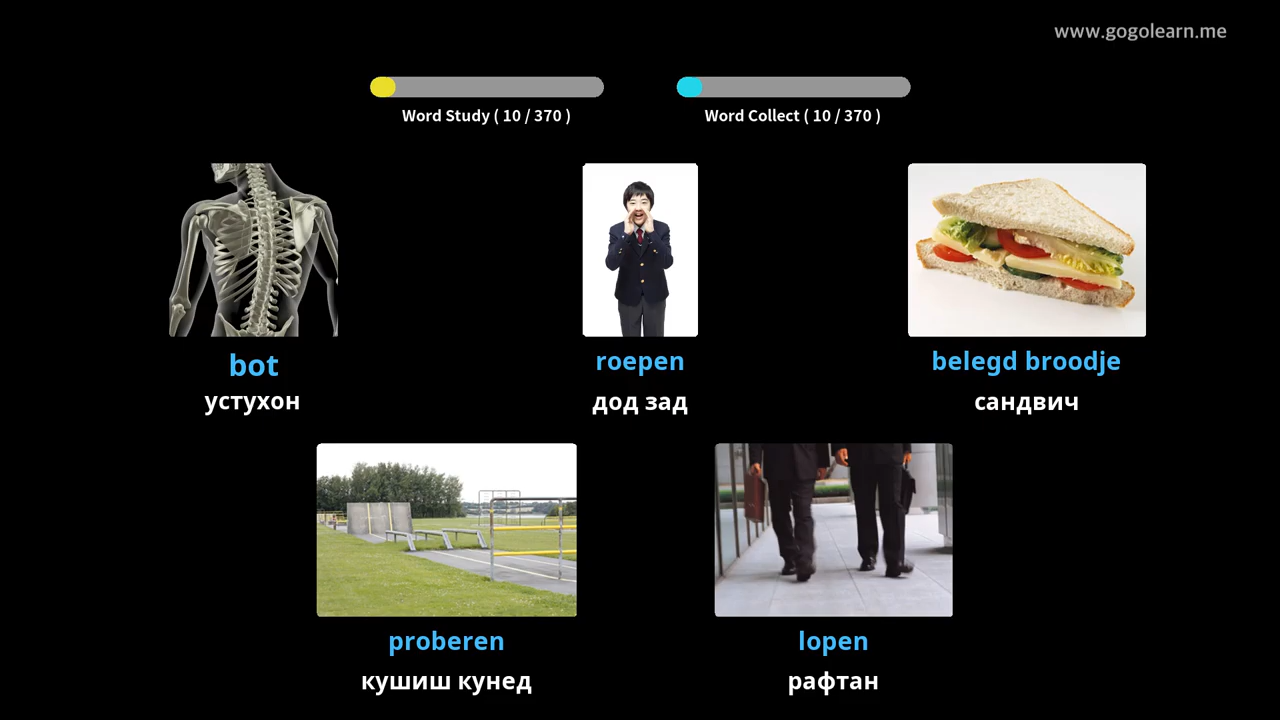 www.gogolearn.me
Word Study ( 10 / 370 )
Word Collect ( 10 / 370 )
bot
устухон
roepen
дод зад
belegd broodje
сандвич
proberen
кушиш кунед
lopen
рафтан